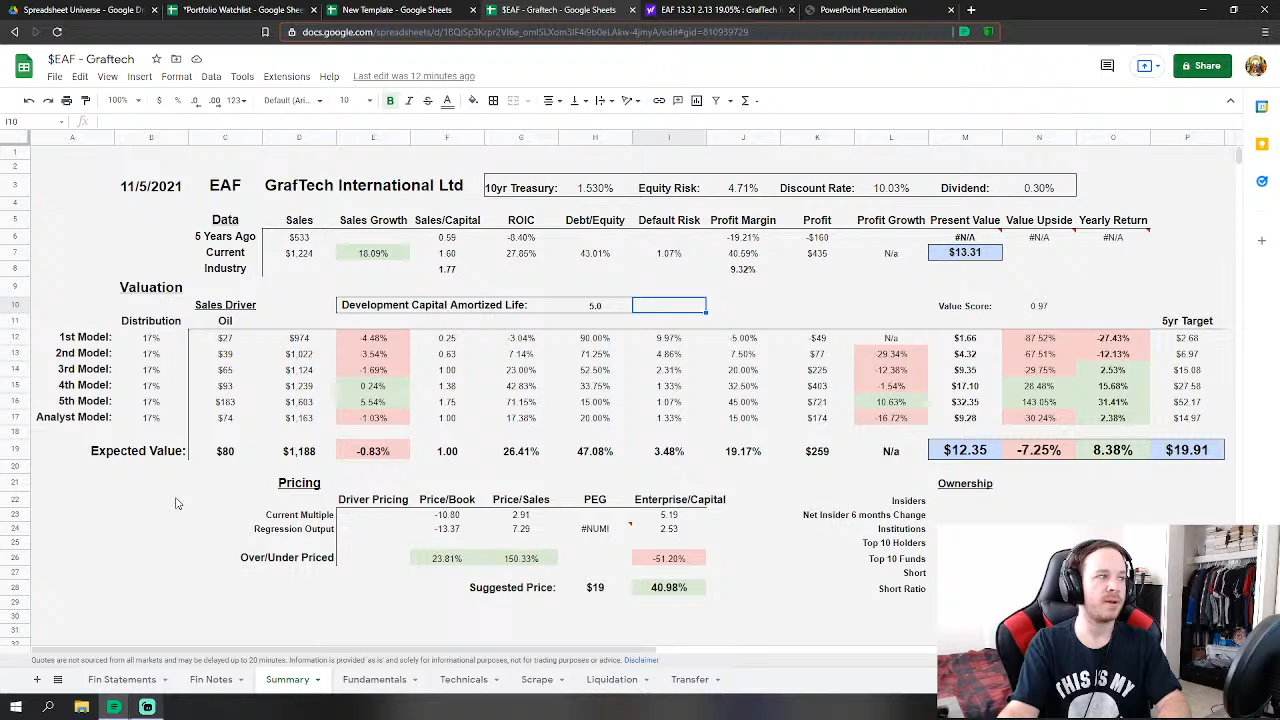 Spreadsheet Universe - Google Dr
*Portfolio Watchlist - Google Shee
New Template - Google Sheets
$EAF - Graftech - Google Sheets
EAF 13.31 2.13 19.05% : GrafTech I
PowerPoint Presentation
$EAF - Graftech
File Edit View Insert Format Data Tools Extensions Help Last edit was 12 minutes ago
Share
100% $ % .0 .00 123 Default (Ari... 10 B I S A
I10 fx
A B C D E F G H I J K L M N O P
11/5/2021 EAF GrafTech International Ltd 10yr Treasury: 1.530% Equity Risk: 4.71% Discount Rate: 10.03% Dividend: 0.30%
Data Sales Sales Growth Sales/Capital ROIC Debt/Equity Default Risk Profit Margin Profit Profit Growth Present Value Value Upside Yearly Return
5 Years Ago $533 0.59 -8.40% -19.21% -$160 #N/A #N/A #N/A
Current $1,224 18.09% 1.60 27.85% 43.01% 1.07% 40.59% $435 N/a $13.31
Industry 1.77 9.32%
Valuation
Sales Driver Development Capital Amortized Life: 5.0 Value Score: 0.97
Distribution Oil 5yr Target
1st Model: 17% $27 $974 -4.48% 0.25 -3.04% 90.00% 9.97% -5.00% -$49 N/a $1.66 -87.52% -27.43% $2.68
2nd Model: 17% $39 $1,022 -3.54% 0.63 7.14% 71.25% 4.86% 7.50% $77 -29.34% $4.32 -67.51% -12.13% $6.97
3rd Model: 17% $65 $1,124 -1.69% 1.00 23.00% 52.50% 2.31% 20.00% $225 -12.38% $9.35 -29.75% 2.53% $15.08
4th Model: 17% $93 $1,239 0.24% 1.38 42.83% 33.75% 1.33% 32.50% $403 -1.54% $17.10 28.48% 15.68% $27.58
5th Model: 17% $183 $1,603 5.54% 1.75 71.15% 15.00% 1.07% 45.00% $721 10.63% $32.35 143.05% 31.41% $52.17
Analyst Model: 17% $74 $1,163 -1.03% 1.00 17.38% 20.00% 1.33% 15.00% $174 -16.72% $9.28 -30.24% 2.38% $14.97
Expected Value: $80 $1,188 -0.83% 1.00 26.41% 47.08% 3.48% 19.17% $259 N/a $12.35 -7.25% 8.38% $19.91
Pricing Ownership
Driver Pricing Price/Book Price/Sales PEG Enterprise/Capital Insiders
Current Multiple -10.80 2.91 5.19 Net Insider 6 months Change
Regression Output -13.37 7.29 #NUM! 2.53 Institutions
Top 10 Holders
Over/Under Priced 23.81% 150.33% -51.20% Top 10 Funds
Short
Suggested Price: $19 40.98% Short Ratio
Quotes are not sourced from all markets and may be delayed up to 20 minutes. Information is provided 'as is' and solely for informational purposes, not for trading purposes or advice. Disclaimer
Fin Statements Fin Notes Summary Fundamentals Technicals Scrape Liquidation Transfer
THIS IS MY